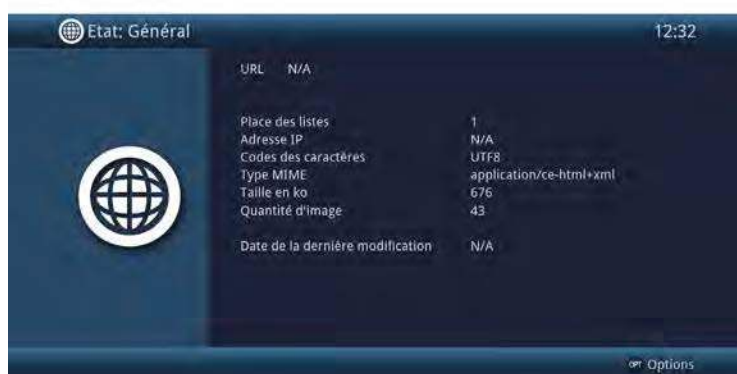 Etat: Général 12:32
URL N/A
Place des listes 1
Adresse IP N/A
Codes des caractères UTF8
Type MIME application/ce-html+xml
Taille en ko 676
Quantité d'image 43
Date de la dernière modification N/A
OPT Options